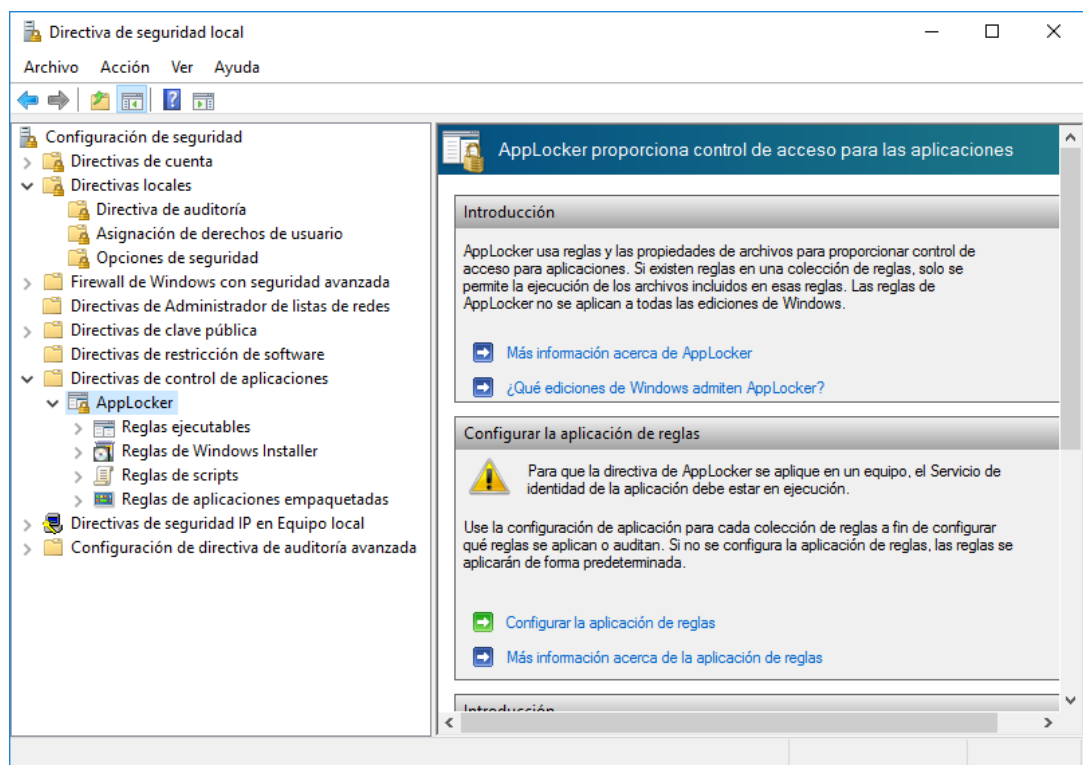 Directiva de seguridad local
Archivo Acción Ver Ayuda
Configuración de seguridad
Directivas de cuenta
Directivas locales
Directiva de auditoría
Asignación de derechos de usuario
Opciones de seguridad
Firewall de Windows con seguridad avanzada
Directivas de Administrador de listas de redes
Directivas de clave pública
Directivas de restricción de software
Directivas de control de aplicaciones
AppLocker
Reglas ejecutables
Reglas de Windows Installer
Reglas de scripts
Reglas de aplicaciones empaquetadas
Directivas de seguridad IP en Equipo local
Configuración de directiva de auditoría avanzada
AppLocker proporciona control de acceso para las aplicaciones
Introducción
AppLocker usa reglas y las propiedades de archivos para proporcionar control de
acceso para aplicaciones. Si existen reglas en una colección de reglas, solo se
permite la ejecución de los archivos incluidos en esas reglas. Las reglas de
AppLocker no se aplican a todas las ediciones de Windows.
Más información acerca de AppLocker
¿Qué ediciones de Windows admiten AppLocker?
Configurar la aplicación de reglas
Para que la directiva de AppLocker se aplique en un equipo, el Servicio de
identidad de la aplicación debe estar en ejecución.
Use la configuración de aplicación para cada colección de reglas a fin de configurar
qué reglas se aplican o auditan. Si no se configura la aplicación de reglas, las reglas se
aplicarán de forma predeterminada.
Configurar la aplicación de reglas
Más información acerca de la aplicación de reglas
Introducción